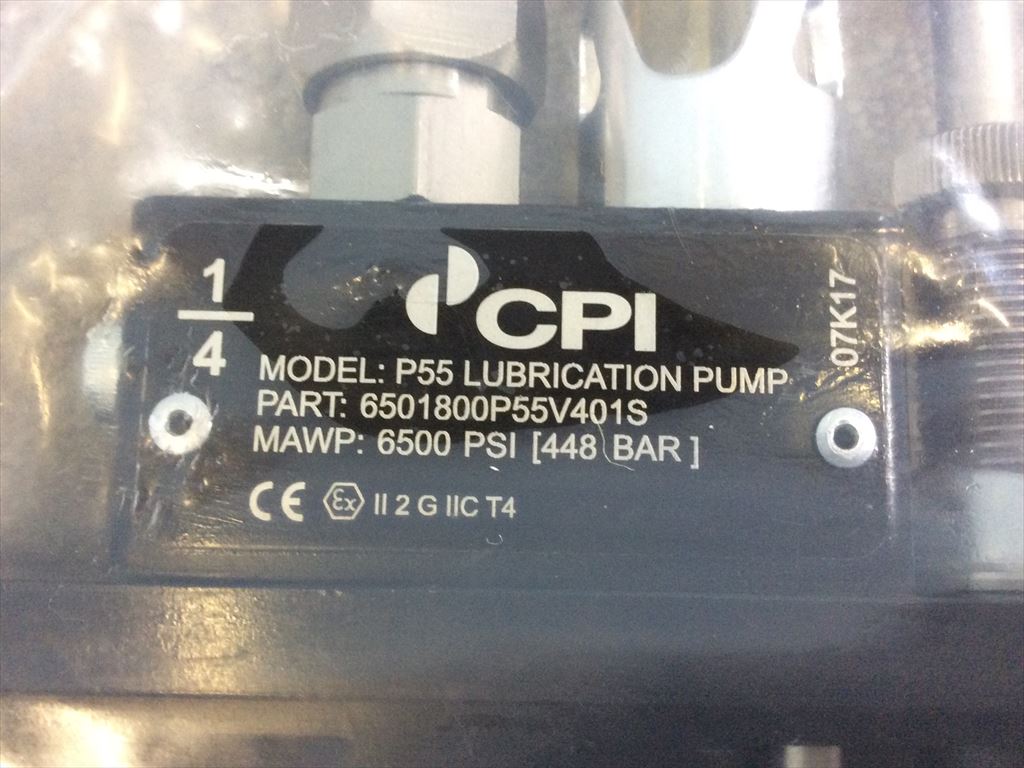 1
4
CPI
07K17
MODEL: P55 LUBRICATION PUMP
PART: 6501800P55V401S
MAWP: 6500 PSI [448 BAR ]
CE Ex II 2 G IIC T4